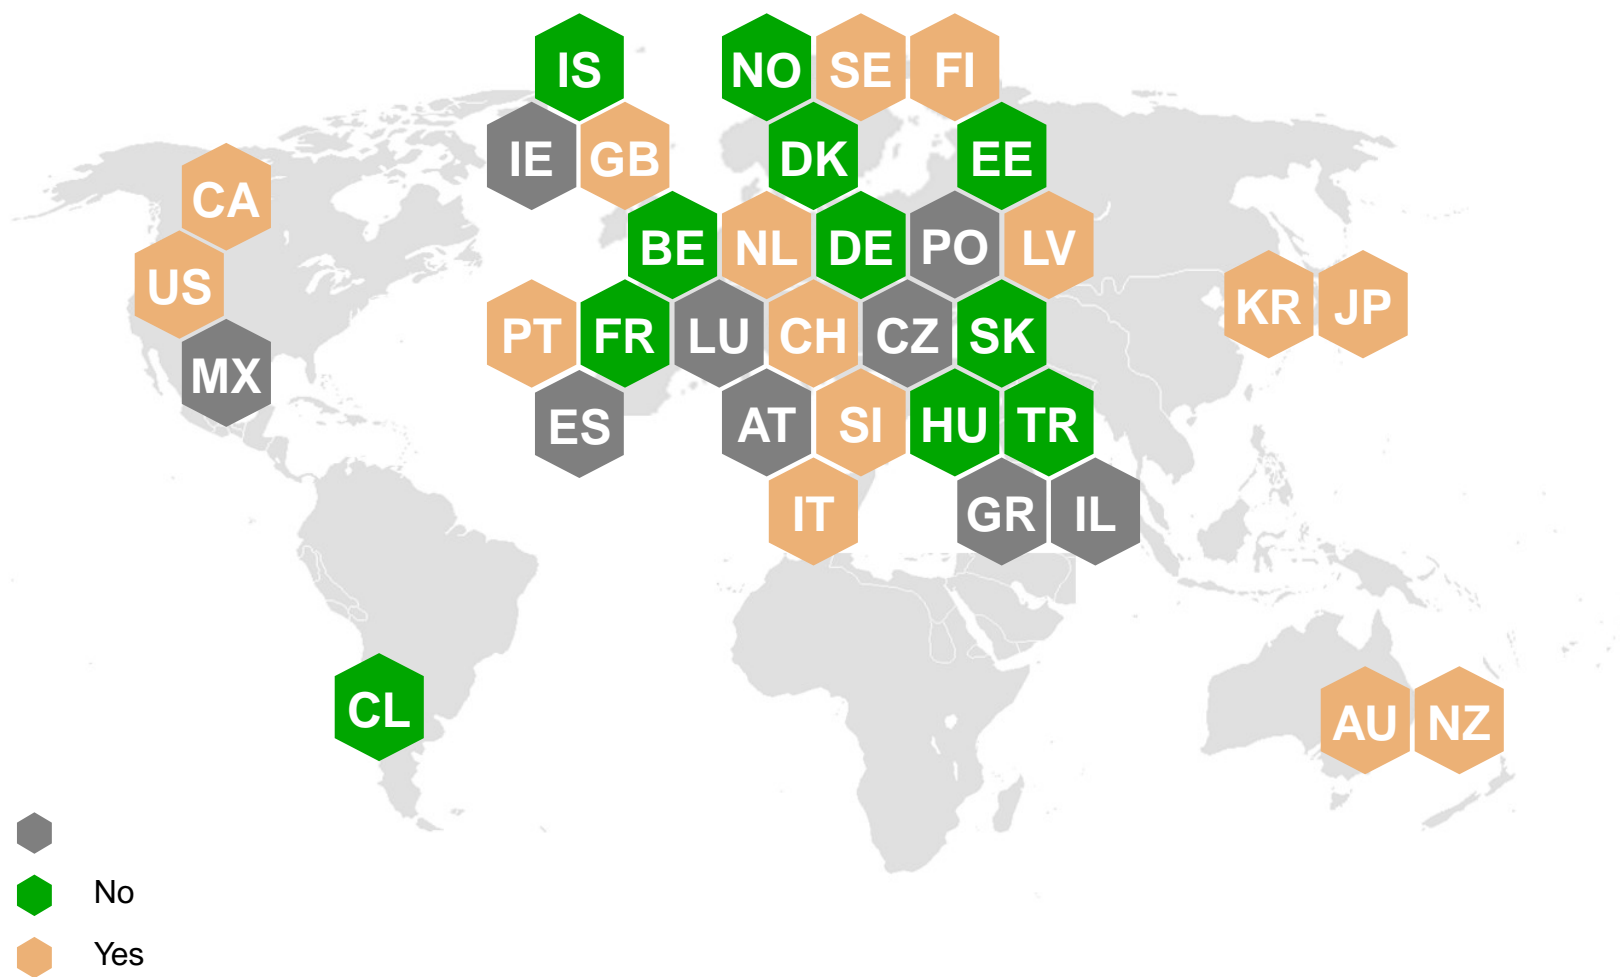 IS NO SE FI
IE GB DK EE
CA
BE NL DE PO LV
US
KR JP
PT FR LU CH CZ SK
MX
ES AT SI HU TR
IT GR IL
CL
AU NZ
No
Yes